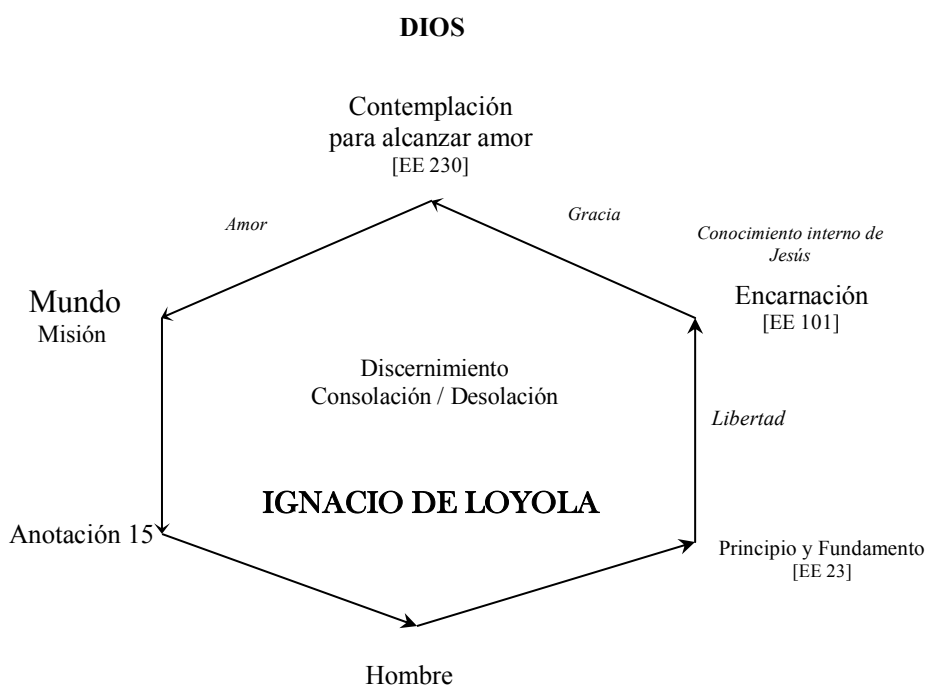 DIOS
Contemplación
para alcanzar amor
[EE 230]
Amor
Gracia
Conocimiento interno de
Jesús
Mundo
Misión
Encarnación
[EE 101]
Discernimiento
Consolación / Desolación
Libertad
IGNACIO DE LOYOLA
Anotación 15
Principio y Fundamento
[EE 23]
Hombre